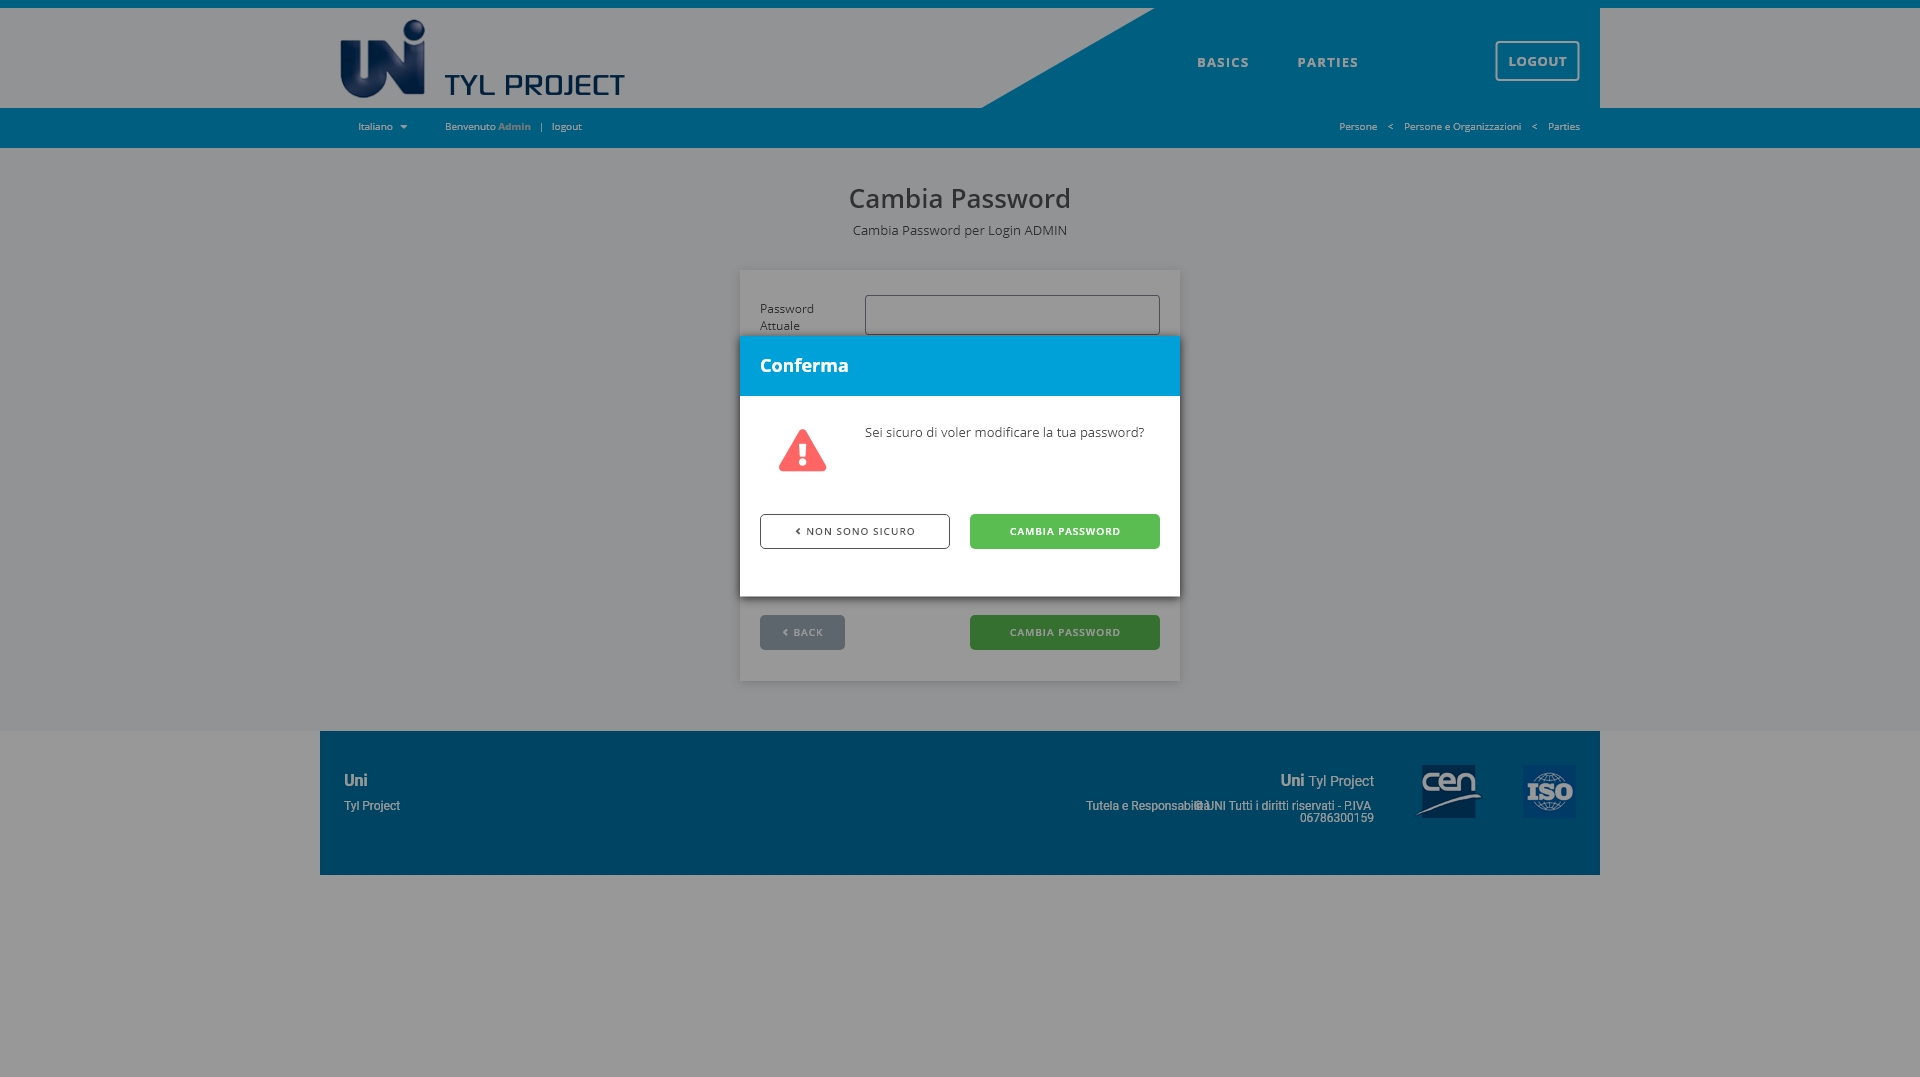 UNI TYL PROJECT
BASICS PARTIES LOGOUT
Italiano Benvenuto Admin | logout
Persone < Persone e Organizzazioni < Parties
Cambia Password
Cambia Password per Login ADMIN
Password
Attuale
Conferma
Sei sicuro di voler modificare la tua password?
NON SONO SICURO CAMBIA PASSWORD
BACK CAMBIA PASSWORD
Uni
Tyl Project
Uni Tyl Project
Tutela e Responsabilità © UNI Tutti i diritti riservati - P.IVA
06786300159
cen
ISO